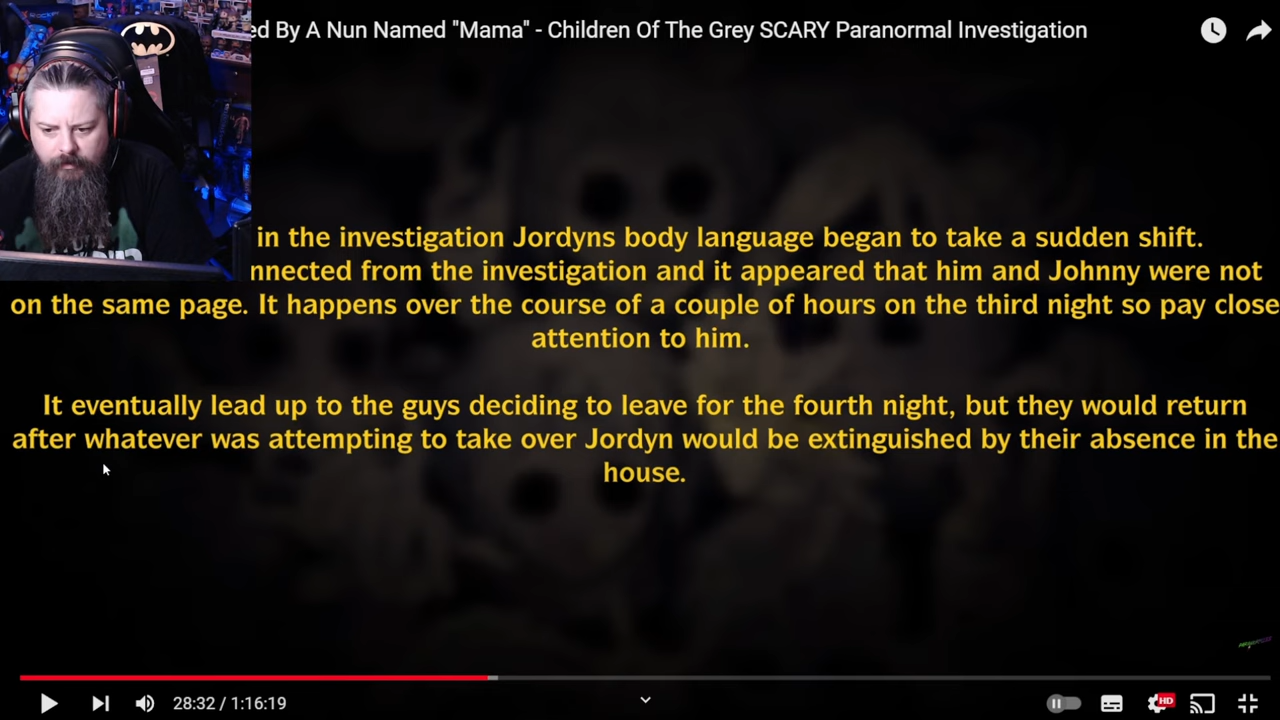 ed By A Nun Named "Mama" - Children Of The Grey SCARY Paranormal Investigation
in the investigation Jordyns body language began to take a sudden shift.
nnected from the investigation and it appeared that him and Johnny were not
on the same page. It happens over the course of a couple of hours on the third night so pay close
attention to him.
It eventually lead up to the guys deciding to leave for the fourth night, but they would return
after whatever was attempting to take over Jordyn would be extinguished by their absence in the
house.
28:32 / 1:16:19
HD